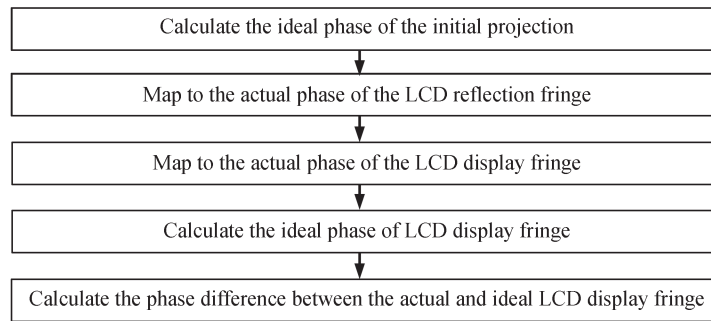 Calculate the ideal phase of the initial projection
Map to the actual phase of the LCD reflection fringe
Map to the actual phase of the LCD display fringe
Calculate the ideal phase of LCD display fringe
Calculate the phase difference between the actual and ideal LCD display fringe